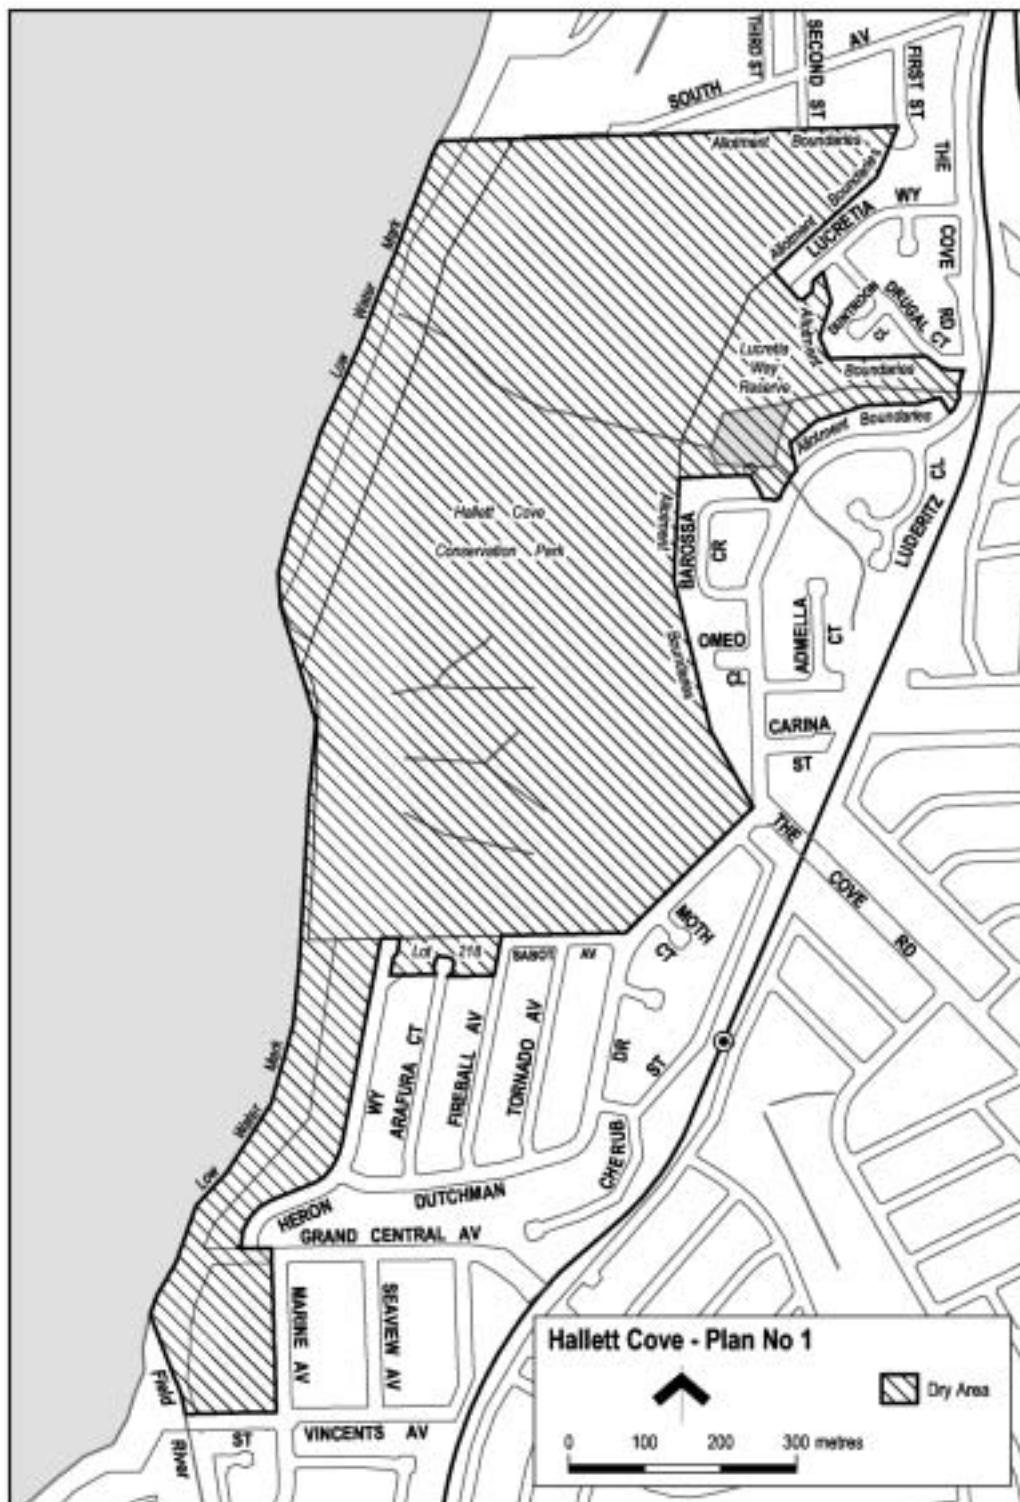 THIRD ST
SECOND ST
SOUTH AV
FIRST ST
THE COVE RD
Allotment Boundaries
Allotment Boundaries
LUCRETIA WY
Low Water Mark
DUNTROON CL
DRUGAL CT
Allotment Boundaries
Lucretia
Way
Reserve
Allotment Boundaries
LUDERITZ CL
Hallett Cove
Conservation Park
Allotment Boundaries
BAROSSA CR
OMEO CL
ADMELLA CT
CARINA ST
THE COVE RD
MOTH CT
Lot 218
SABOT AV
WY
ARAFURA CT
FIREBALL AV
TORNADO AV
DR
ST
CHERUB
Low Water Mark
HERON
DUTCHMAN
GRAND CENTRAL AV
MARINE AV
SEAVIEW AV
VINCENTS AV
ST
Field River
Hallett Cove - Plan No 1
Dry Area
0 100 200 300 metres